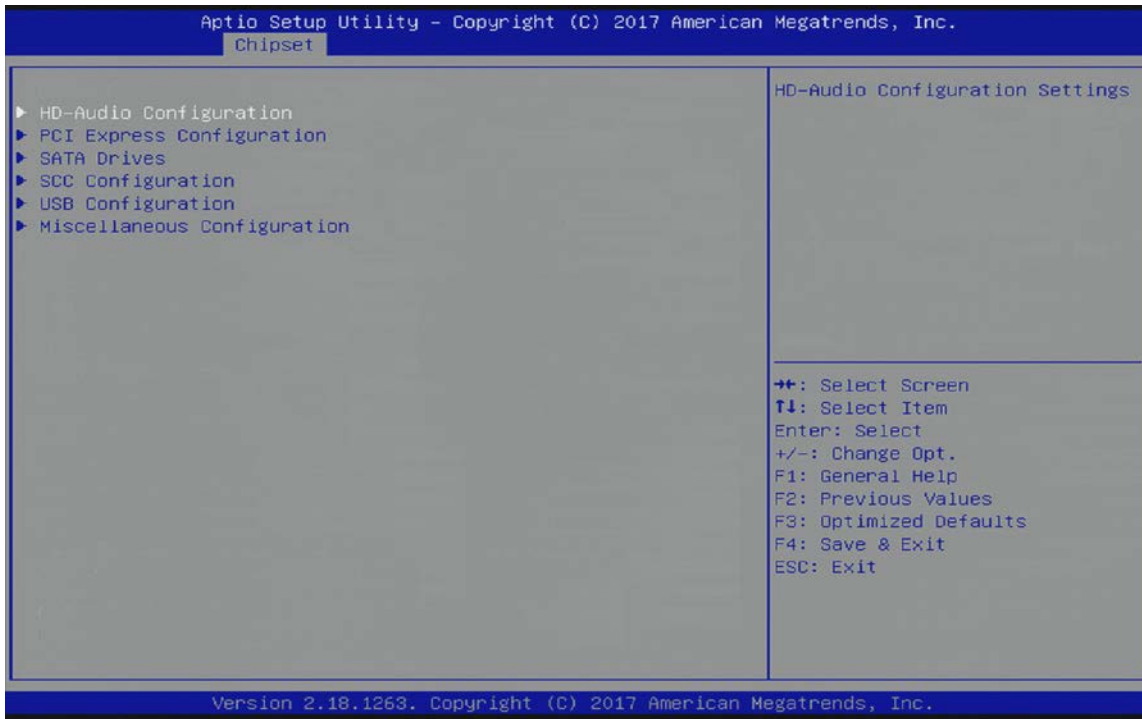 Aptio Setup Utility – Copyright (C) 2017 American Megatrends, Inc.
Chipset
▶ HD-Audio Configuration
▶ PCI Express Configuration
▶ SATA Drives
▶ SCC Configuration
▶ USB Configuration
▶ Miscellaneous Configuration
HD-Audio Configuration Settings
→←: Select Screen
↑↓: Select Item
Enter: Select
+/-: Change Opt.
F1: General Help
F2: Previous Values
F3: Optimized Defaults
F4: Save & Exit
ESC: Exit
Version 2.18.1263. Copyright (C) 2017 American Megatrends, Inc.